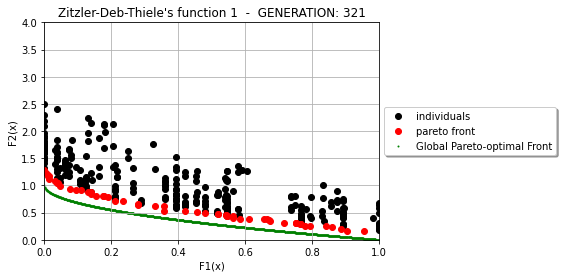 Zitzler-Deb-Thiele's function 1 - GENERATION: 321
4.0
3.5
3.0
2.5
2.0
1.5
1.0
0.5
0.0
F2(x)
0.0 0.2 0.4 0.6 0.8 1.0
F1(x)
individuals
pareto front
Global Pareto-optimal Front